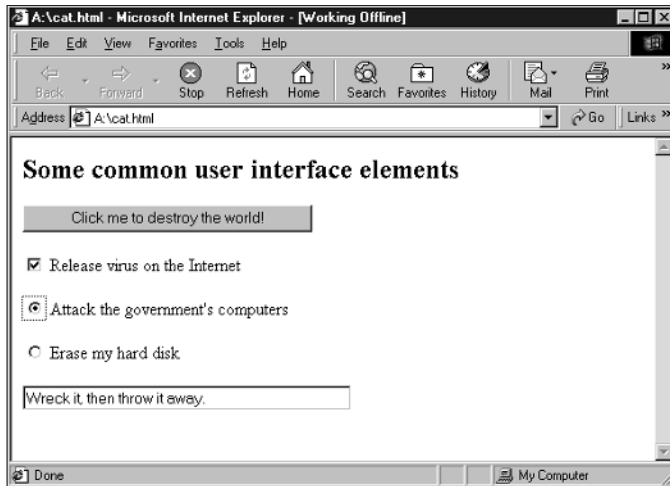 A:\cat.html - Microsoft Internet Explorer - [Working Offline]
File Edit View Favorites Tools Help
Back Forward Stop Refresh Home Search Favorites History Mail Print »
Address A:\cat.html Go Links »
Some common user interface elements
Click me to destroy the world!
Release virus on the Internet
Attack the government's computers
Erase my hard disk
Wreck it, then throw it away.
Done My Computer